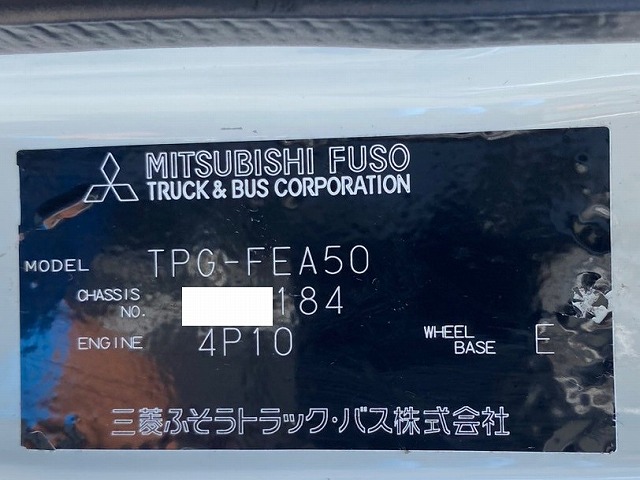 MITSUBISHI FUSO
TRUCK & BUS CORPORATION
MODEL TPG-FEA50
CHASSIS NO. 184
ENGINE 4P10 WHEEL BASE E
三菱ふそうトラック・バス株式会社